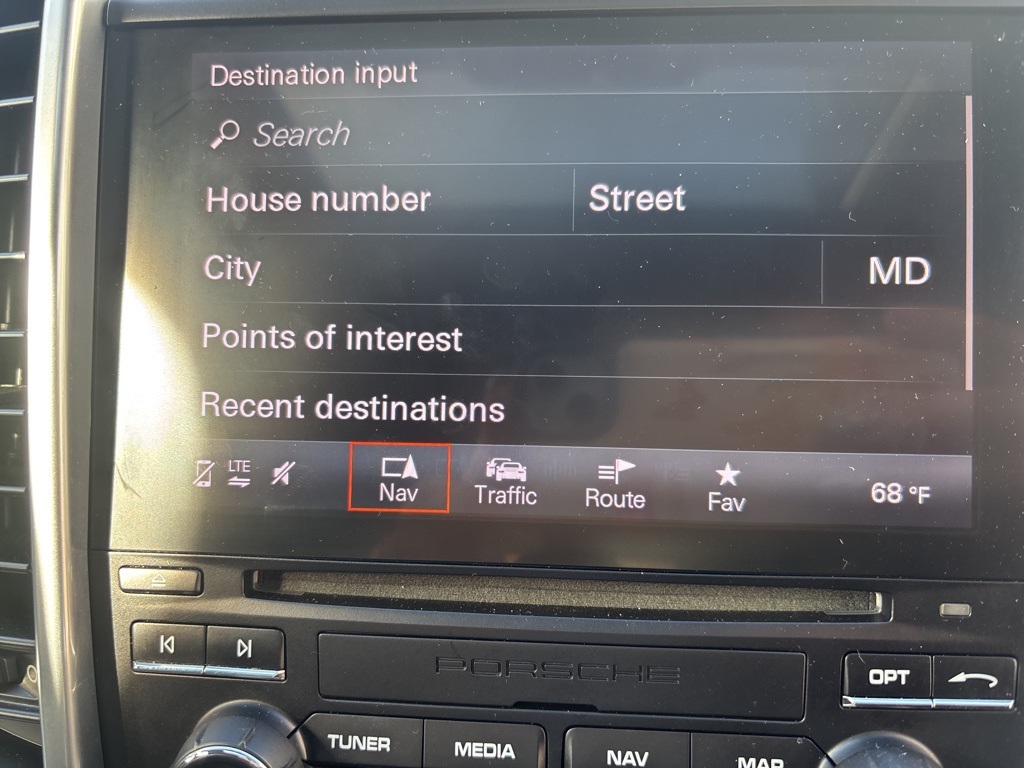 Destination input
Search
House number Street
City MD
Points of interest
Recent destinations
LTE Nav Traffic Route Fav 68 °F
PORSCHE
OPT
TUNER MEDIA NAV MAP